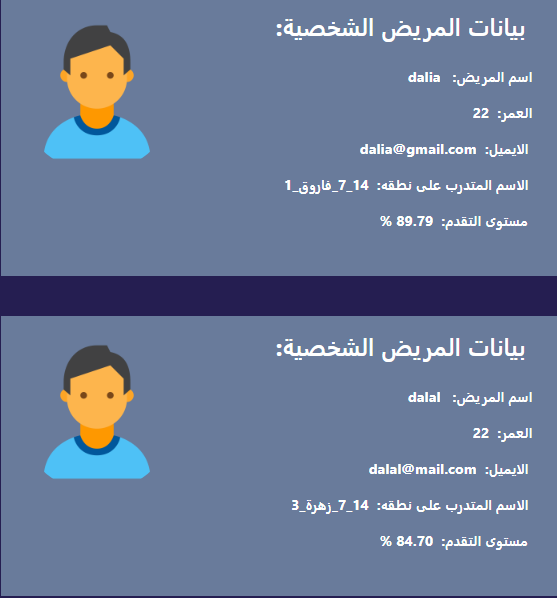 بيانات المريض الشخصية:
اسم المريض: dalia
العمر: 22
الايميل: dalia@gmail.com
الاسم المتدرب على نطقه: 14_7_فاروق_1
مستوى التقدم: 89.79 %
بيانات المريض الشخصية:
اسم المريض: dalal
العمر: 22
الايميل: dalal@mail.com
الاسم المتدرب على نطقه: 14_7_زهرة_3
مستوى التقدم: 84.70 %